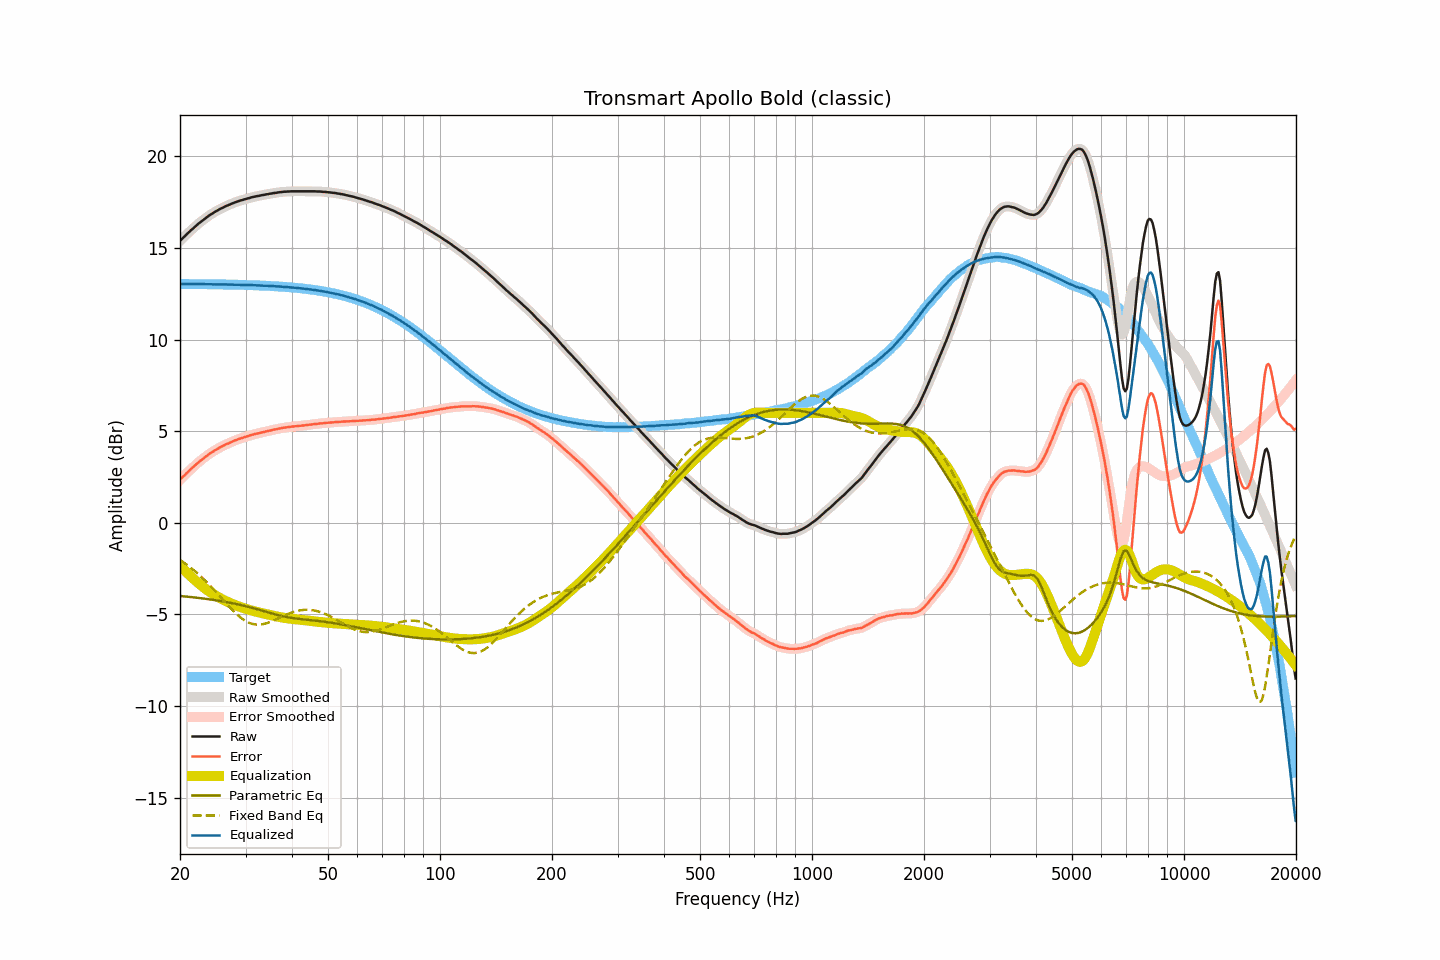 Tronsmart Apollo Bold (classic)
Amplitude (dBr)
20
15
10
5
0
−5
−10
−15
Target
Raw Smoothed
Error Smoothed
Raw
Error
Equalization
Parametric Eq
Fixed Band Eq
Equalized
20 50 100 200 500 1000 2000 5000 10000 20000
Frequency (Hz)